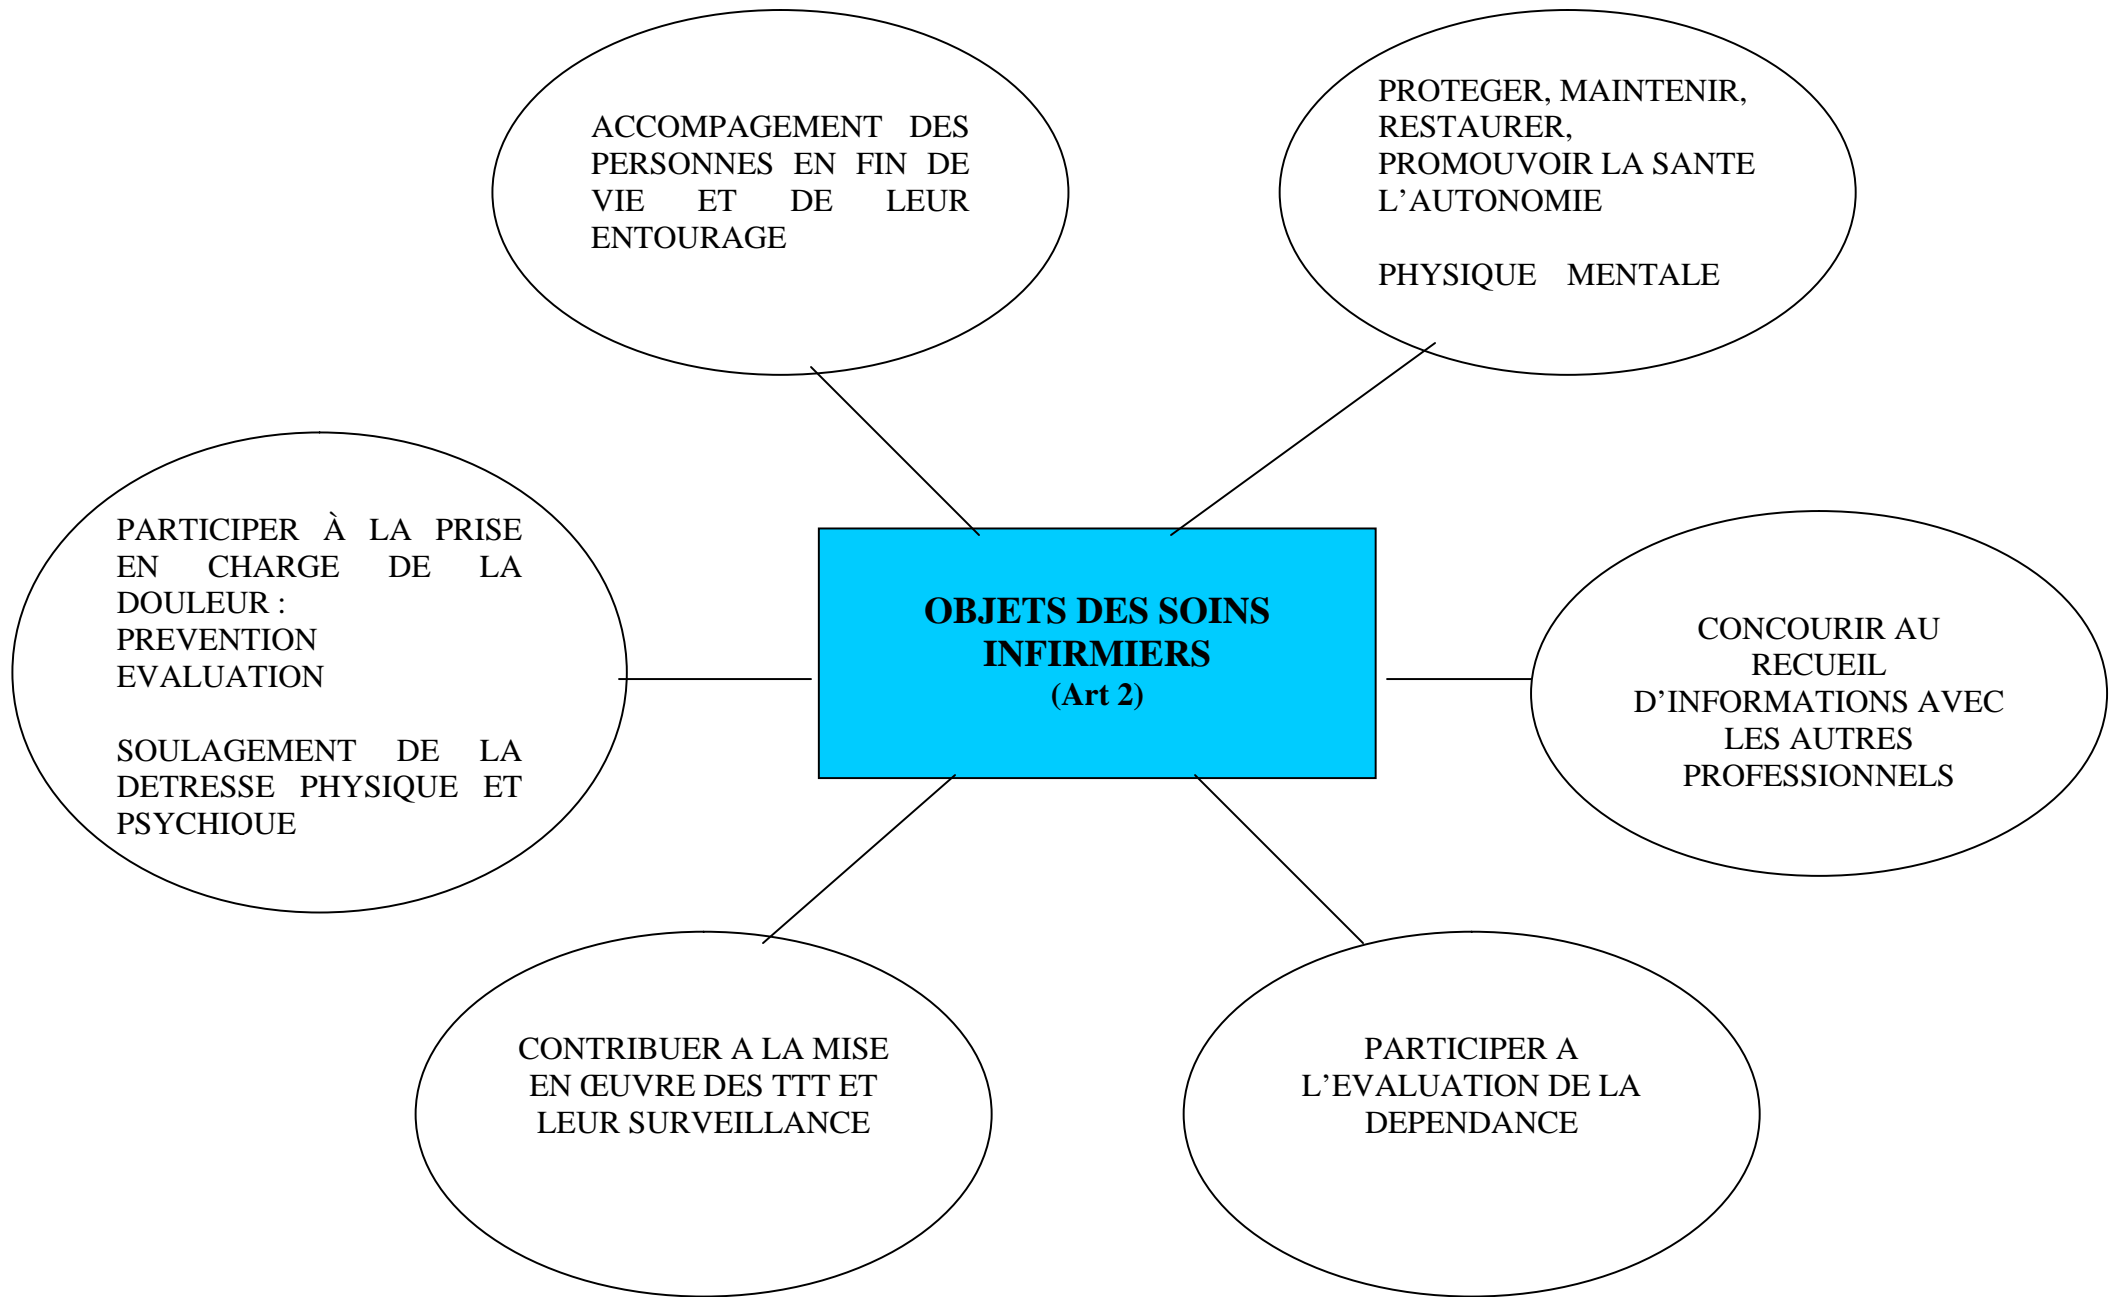 ACCOMPAGEMENT DES
PERSONNES EN FIN DE
VIE ET DE LEUR
ENTOURAGE
PROTEGER, MAINTENIR,
RESTAURER,
PROMOUVOIR LA SANTE
L’AUTONOMIE
PHYSIQUE MENTALE
PARTICIPER À LA PRISE
EN CHARGE DE LA
DOULEUR :
PREVENTION
EVALUATION
SOULAGEMENT DE LA
DETRESSE PHYSIQUE ET
PSYCHIQUE
OBJETS DES SOINS
INFIRMIERS
(Art 2)
CONCOURIR AU
RECUEIL
D’INFORMATIONS AVEC
LES AUTRES
PROFESSIONNELS
CONTRIBUER A LA MISE
EN ŒUVRE DES TTT ET
LEUR SURVEILLANCE
PARTICIPER A
L’EVALUATION DE LA
DEPENDANCE